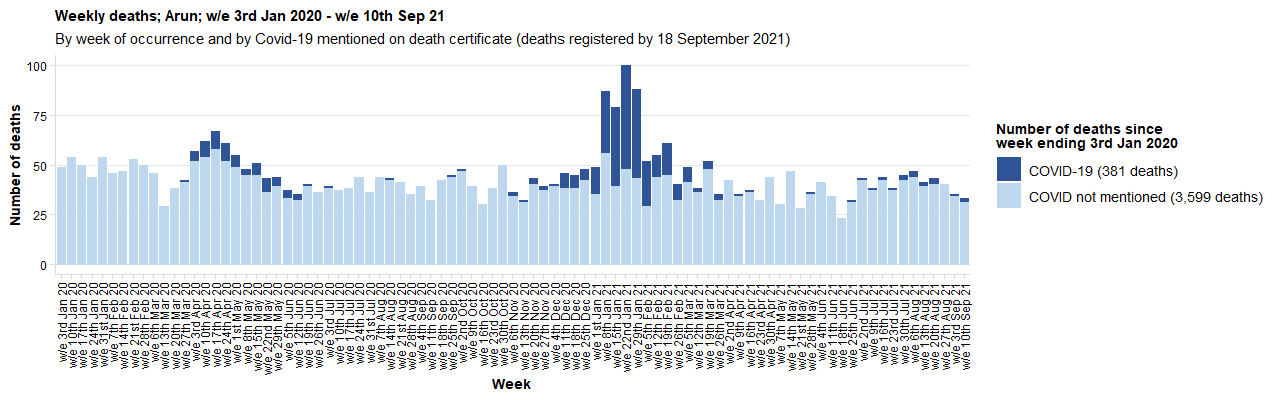 Weekly deaths; Arun; w/e 3rd Jan 2020 - w/e 10th Sep 21
By week of occurrence and by Covid-19 mentioned on death certificate (deaths registered by 18 September 2021)
Number of deaths
100
75
50
25
0
w/e 3rd Jan 20
w/e 10th Jan 20
w/e 17th Jan 20
w/e 24th Jan 20
w/e 31st Jan 20
w/e 7th Feb 20
w/e 14th Feb 20
w/e 21st Feb 20
w/e 28th Feb 20
w/e 6th Mar 20
w/e 13th Mar 20
w/e 20th Mar 20
w/e 27th Mar 20
w/e 3rd Apr 20
w/e 10th Apr 20
w/e 17th Apr 20
w/e 24th Apr 20
w/e 1st May 20
w/e 8th May 20
w/e 15th May 20
w/e 22nd May 20
w/e 29th May 20
w/e 5th Jun 20
w/e 12th Jun 20
w/e 19th Jun 20
w/e 26th Jun 20
w/e 3rd Jul 20
w/e 10th Jul 20
w/e 17th Jul 20
w/e 24th Jul 20
w/e 31st Jul 20
w/e 7th Aug 20
w/e 14th Aug 20
w/e 21st Aug 20
w/e 28th Aug 20
w/e 4th Sep 20
w/e 11th Sep 20
w/e 18th Sep 20
w/e 25th Sep 20
w/e 2nd Oct 20
w/e 9th Oct 20
w/e 16th Oct 20
w/e 23rd Oct 20
w/e 30th Oct 20
w/e 6th Nov 20
w/e 13th Nov 20
w/e 20th Nov 20
w/e 27th Nov 20
w/e 4th Dec 20
w/e 11th Dec 20
w/e 18th Dec 20
w/e 25th Dec 20
w/e 1st Jan 21
w/e 8th Jan 21
w/e 15th Jan 21
w/e 22nd Jan 21
w/e 29th Jan 21
w/e 5th Feb 21
w/e 12th Feb 21
w/e 19th Feb 21
w/e 26th Feb 21
w/e 5th Mar 21
w/e 12th Mar 21
w/e 19th Mar 21
w/e 26th Mar 21
w/e 2nd Apr 21
w/e 9th Apr 21
w/e 16th Apr 21
w/e 23rd Apr 21
w/e 30th Apr 21
w/e 7th May 21
w/e 14th May 21
w/e 21st May 21
w/e 28th May 21
w/e 4th Jun 21
w/e 11th Jun 21
w/e 18th Jun 21
w/e 25th Jun 21
w/e 2nd Jul 21
w/e 9th Jul 21
w/e 16th Jul 21
w/e 23rd Jul 21
w/e 30th Jul 21
w/e 6th Aug 21
w/e 13th Aug 21
w/e 20th Aug 21
w/e 27th Aug 21
w/e 3rd Sep 21
w/e 10th Sep 21
Week
Number of deaths since
week ending 3rd Jan 2020
COVID-19 (381 deaths)
COVID not mentioned (3,599 deaths)